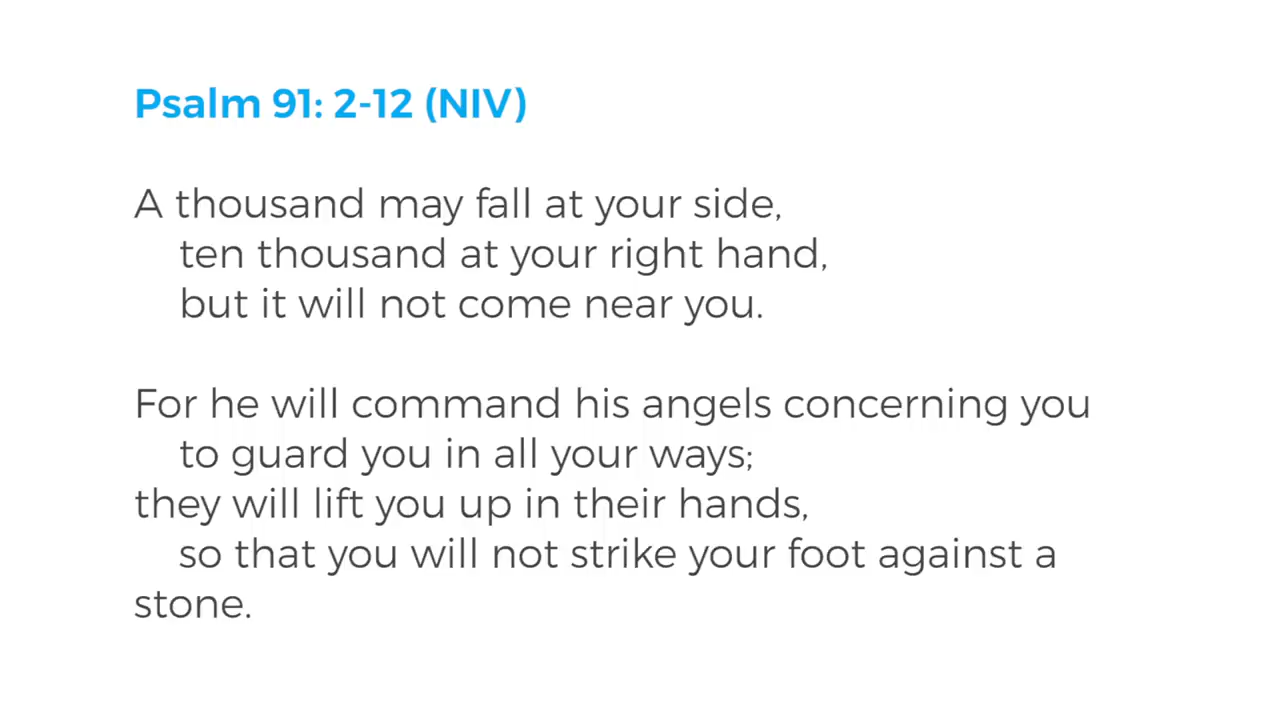 Psalm 91: 2-12 (NIV)
A thousand may fall at your side,
ten thousand at your right hand,
but it will not come near you.
For he will command his angels concerning you
to guard you in all your ways;
they will lift you up in their hands,
so that you will not strike your foot against a
stone.